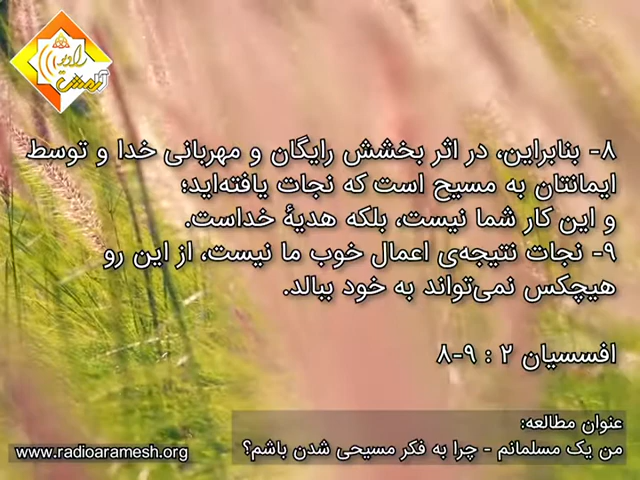 رادیو
آرامش
۸- بنابراین، در اثر بخشش رایگان و مهربانی خدا و توسط
ایمانتان به مسیح است که نجات یافته‌اید؛
و این کار شما نیست، بلکه هدیهٔ خداست.
۹- نجات نتیجه‌ی اعمال خوب ما نیست، از این رو
هیچکس نمی‌تواند به خود ببالد.
افسسیان ۲ : ۹-۸
عنوان مطالعه:
من یک مسلمانم - چرا به فکر مسیحی شدن باشم؟
www.radioaramesh.org